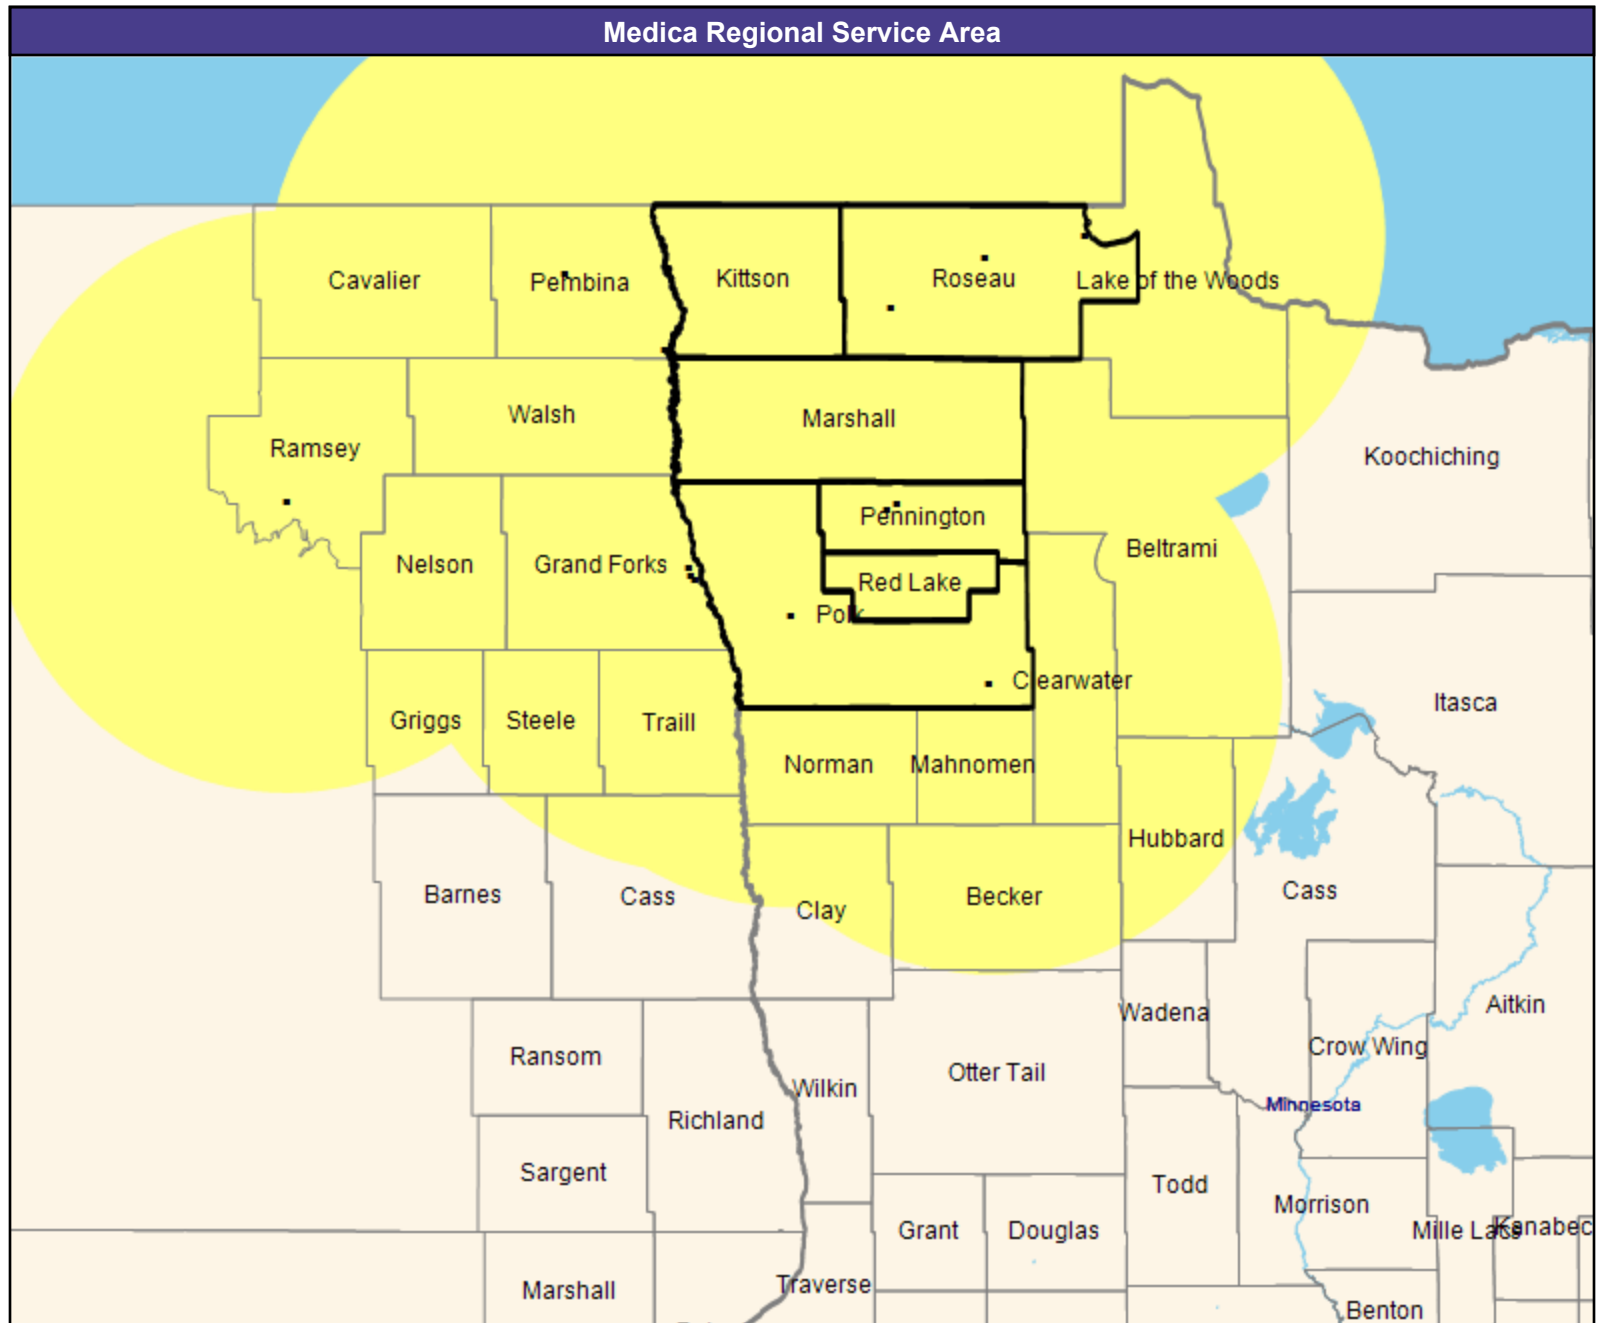 Medica Regional Service Area
Cavalier
Pembina
Kittson
Roseau
Lake of the Woods
Walsh
Marshall
Ramsey
Koochiching
Pennington
Beltrami
Nelson
Grand Forks
Red Lake
Polk
Clearwater
Itasca
Griggs
Steele
Traill
Norman
Mahnomen
Hubbard
Barnes
Cass
Clay
Becker
Cass
Aitkin
Wadena
Crow Wing
Ransom
Otter Tail
Wilkin
Minnesota
Richland
Sargent
Todd
Morrison
Grant
Douglas
Mille Lacs
Kanabec
Marshall
Traverse
Benton